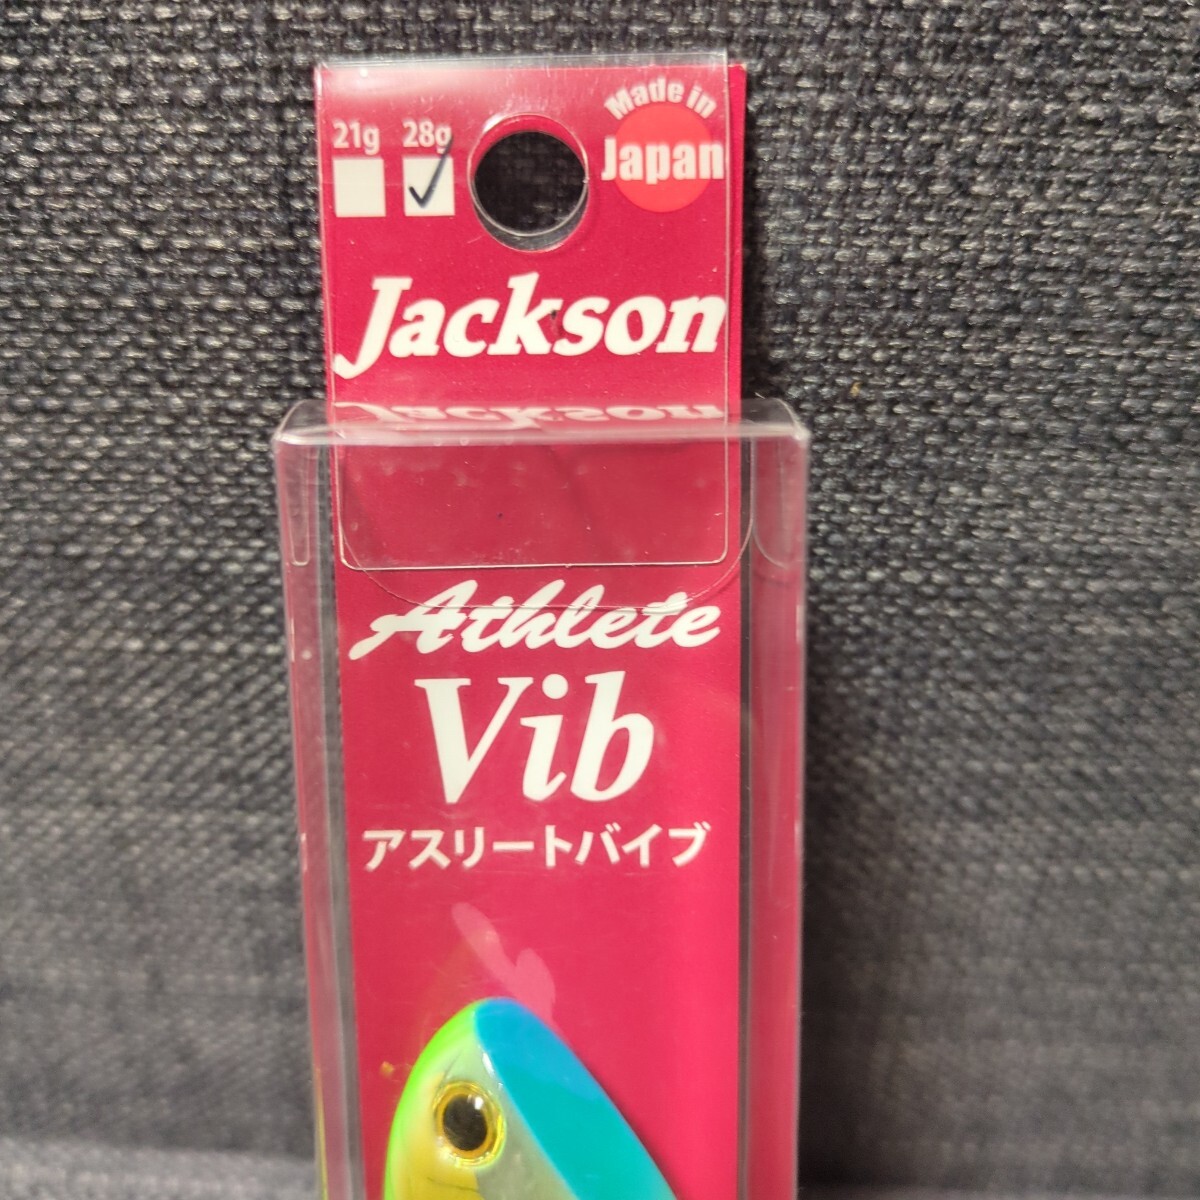 21g 28g
Made in
Japan
Jackson
Athlete
Vib
アスリートバイブ